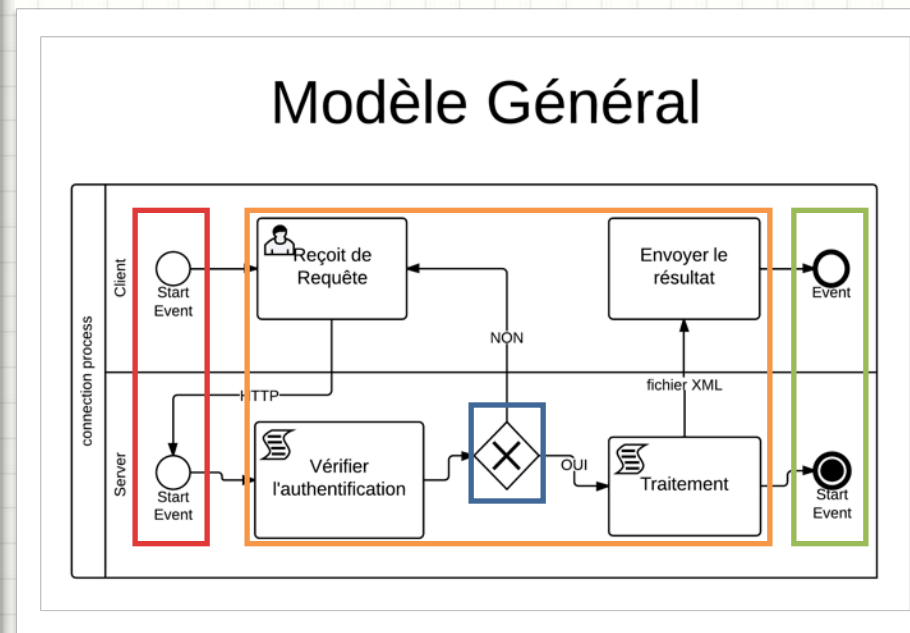 Modèle Général
connection process
Client
Start
Event
Reçoit de
Requête
Envoyer le
résultat
Event
NON
HTTP
fichier XML
Server
Start
Event
Vérifier
l'authentification
OUI
Traitement
Start
Event